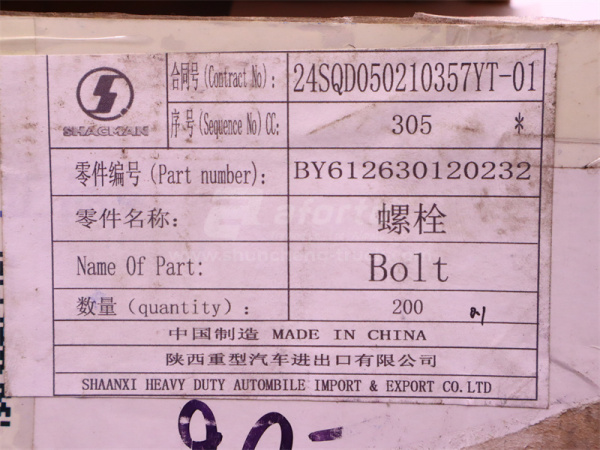 合同号(Contract No): 24SQD050210357YT-01
SHACMAN
序号(Sequence No)CC: 305 *
零件编号(Part number): BY612630120232
零件名称: 螺栓
Name Of Part: Bolt
数量(quantity): 200
中国制造 MADE IN CHINA
陕西重型汽车进出口有限公司
SHAANXI HEAVY DUTY AUTOMBILE IMPORT & EXPORT CO.LTD